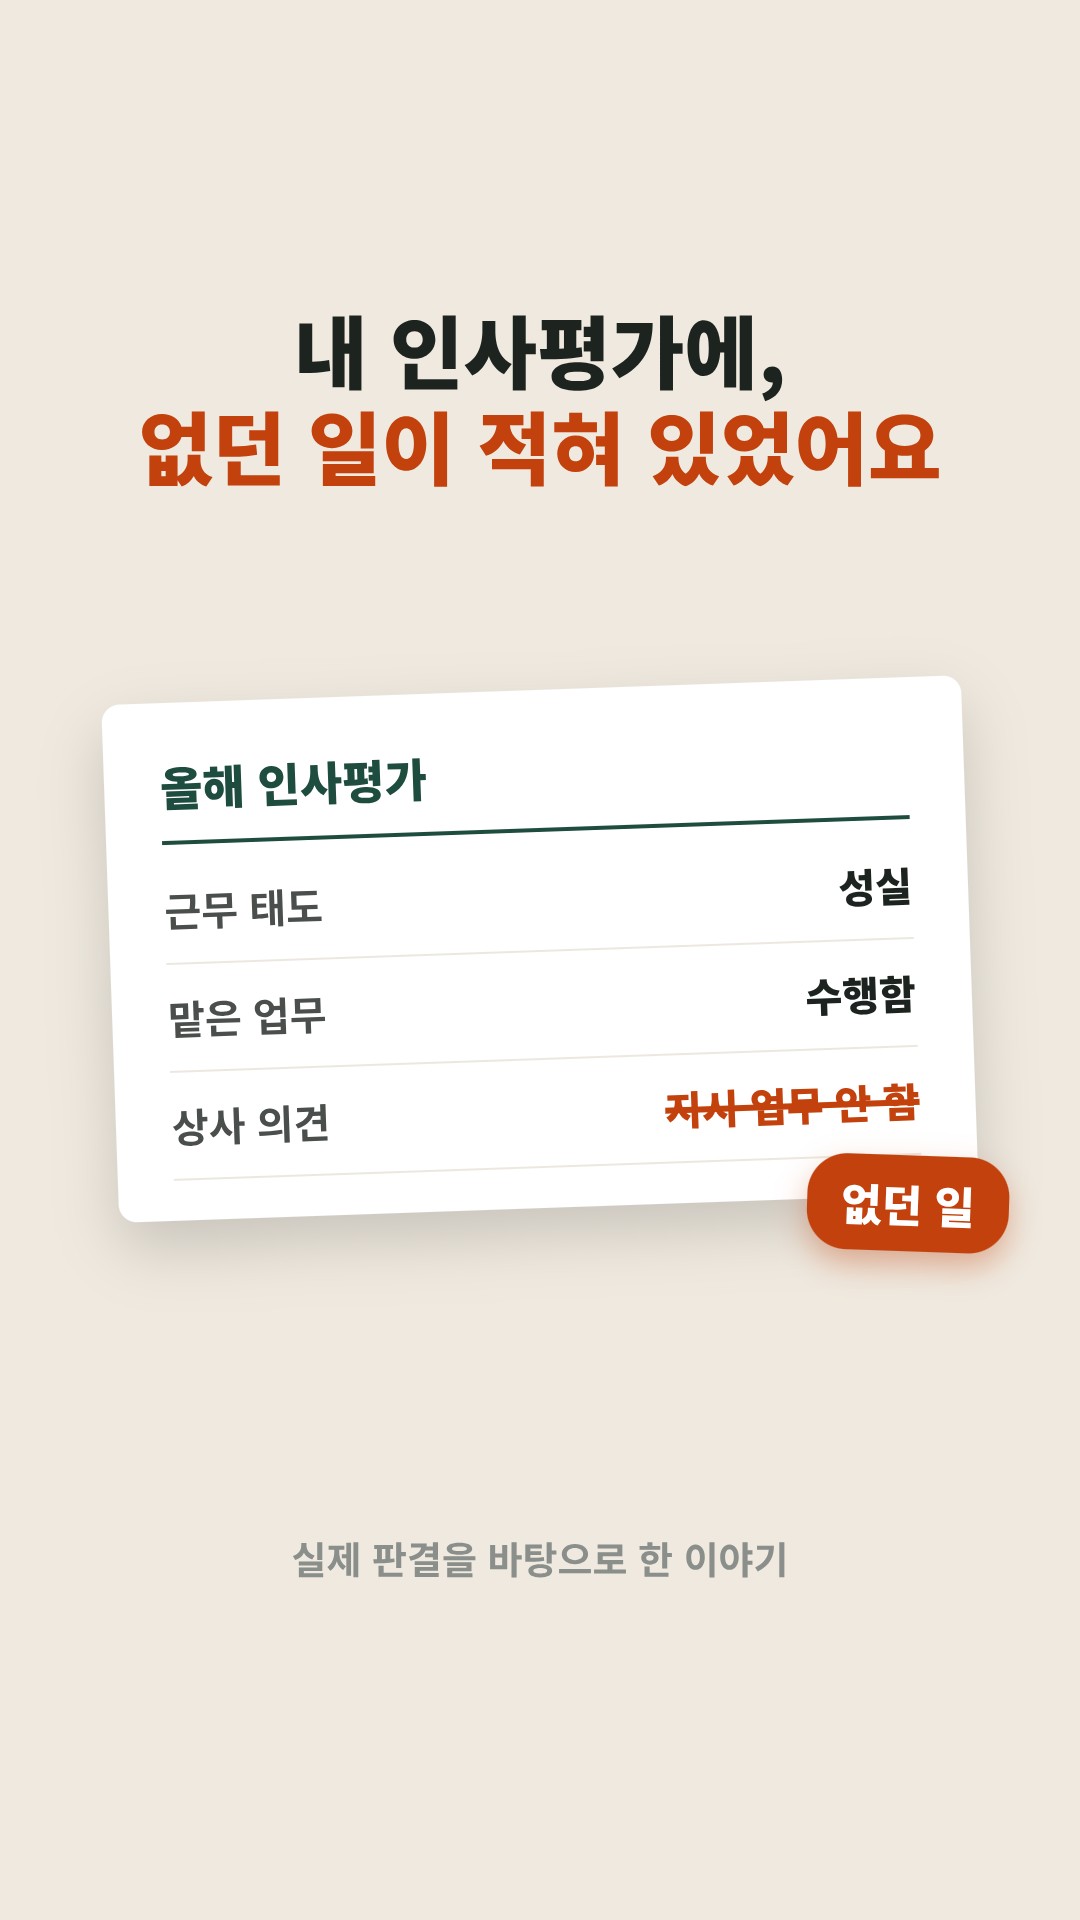 내 인사평가에,
없던 일이 적혀 있었어요
올해 인사평가
근무 태도 성실
맡은 업무 수행함
상사 의견 지시 업무 안 함
없던 일
실제 판결을 바탕으로 한 이야기